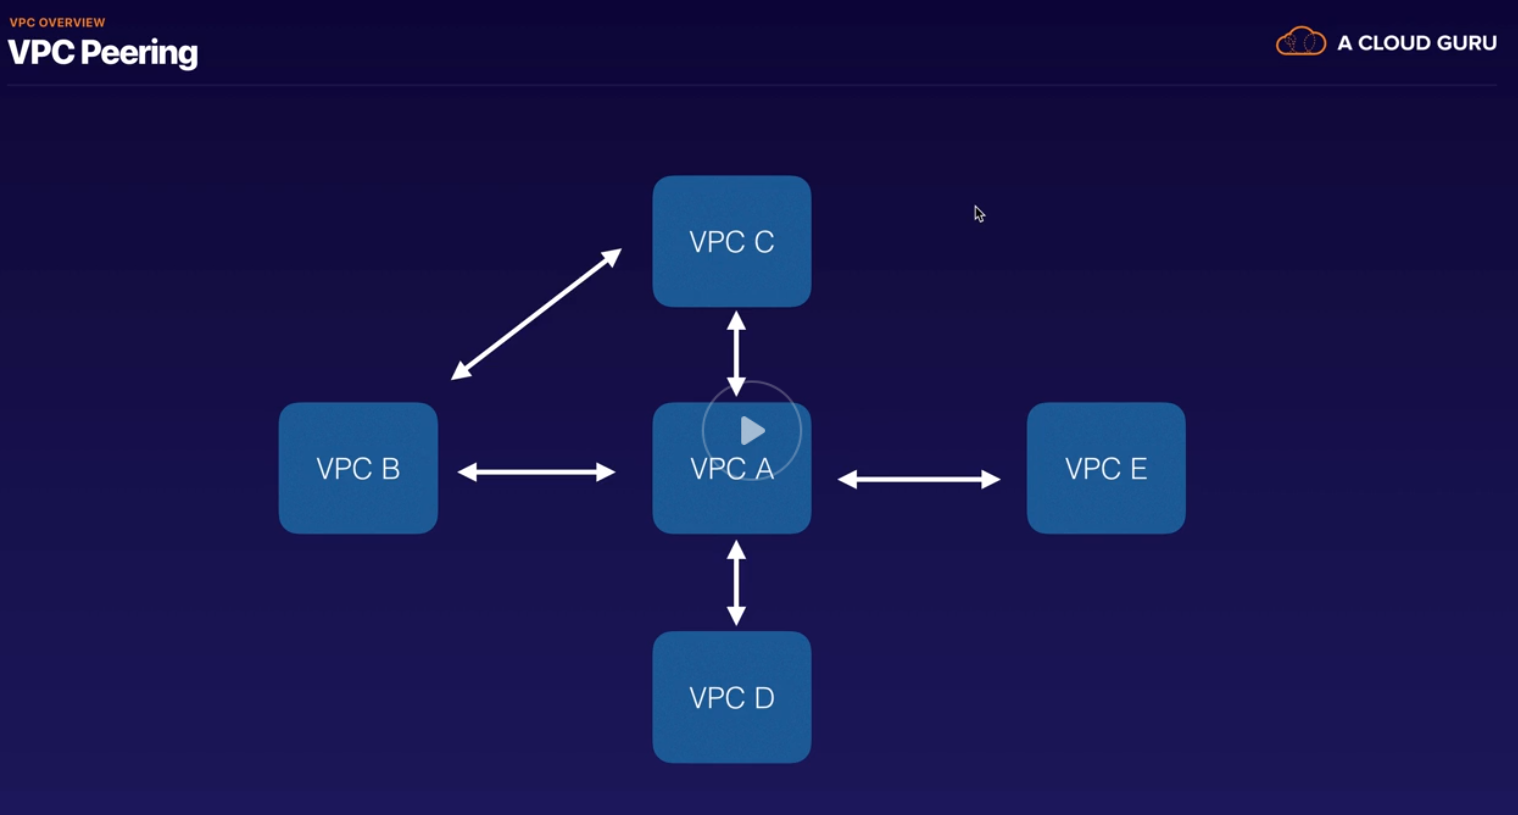 VPC OVERVIEW
VPC Peering
A CLOUD GURU
VPC C
VPC B
VPC A
VPC E
VPC D